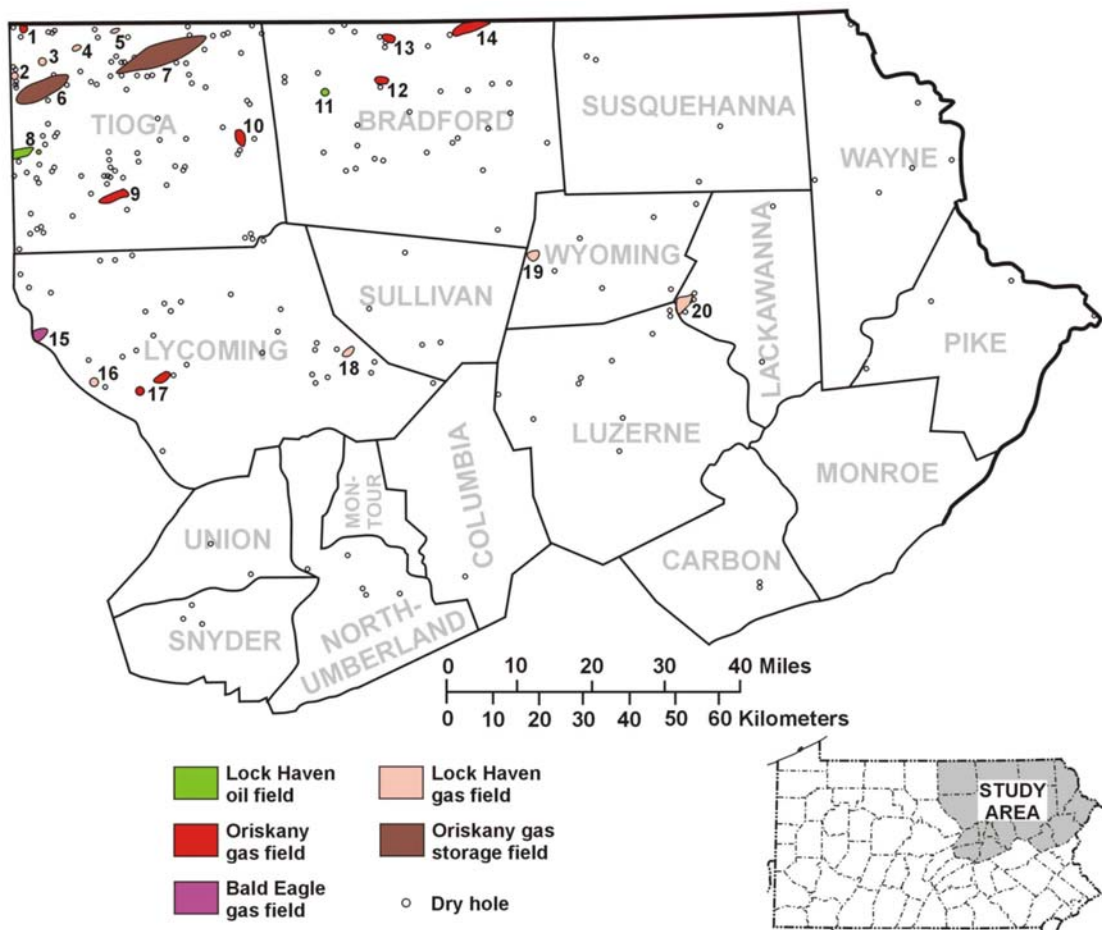 1
2
3
4
5
6
7
8
9
10
11
12
13
14
15
16
17
18
19
20
TIOGA
BRADFORD
SUSQUEHANNA
WAYNE
WYOMING
LACKAWANNA
SULLIVAN
LYCOMING
PIKE
LUZERNE
MONROE
COLUMBIA
MON-
TOUR
UNION
CARBON
SNYDER
NORTH-
UMBERLAND
0 10 20 30 40 Miles
0 10 20 30 40 50 60 Kilometers
Lock Haven
oil field
Lock Haven
gas field
Oriskany
gas field
Oriskany gas
storage field
Bald Eagle
gas field
Dry hole
STUDY
AREA